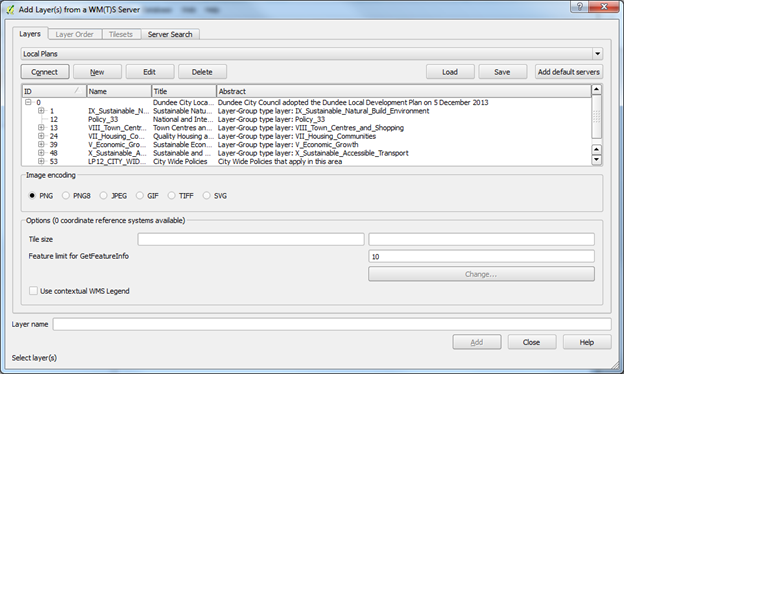 Add Layer(s) from a WM(T)S Server
Layers Layer Order Tilesets Server Search
Local Plans
Connect New Edit Delete Load Save Add default servers
ID Name Title Abstract
0 Dundee City Loca... Dundee City Council adopted the Dundee Local Development Plan on 5 December 2013
1 IX_Sustainable_N... Sustainable Natu... Layer-Group type layer: IX_Sustainable_Natural_Build_Environment
12 Policy_33 National and Inte... Layer-Group type layer: Policy_33
13 VIII_Town_Centr... Town Centres an... Layer-Group type layer: VIII_Town_Centres_and_Shopping
24 VII_Housing_Co... Quality Housing a... Layer-Group type layer: VII_Housing_Communities
39 V_Economic_Gro... Sustainable Econ... Layer-Group type layer: V_Economic_Growth
48 X_Sustainable_A... Sustainable and ... Layer-Group type layer: X_Sustainable_Accessible_Transport
53 LP12_CITY_WID... City Wide Policies City Wide Policies that apply in this area
Image encoding
PNG PNG8 JPEG GIF TIFF SVG
Options (0 coordinate reference systems available)
Tile size
Feature limit for GetFeatureInfo 10
Change...
Use contextual WMS Legend
Layer name
Add Close Help
Select layer(s)